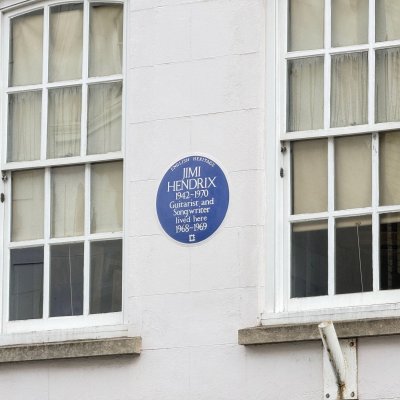 ENGLISH HERITAGE
JIMI
HENDRIX
1942-1970
Guitarist and
Songwriter
lived here
1968-1969